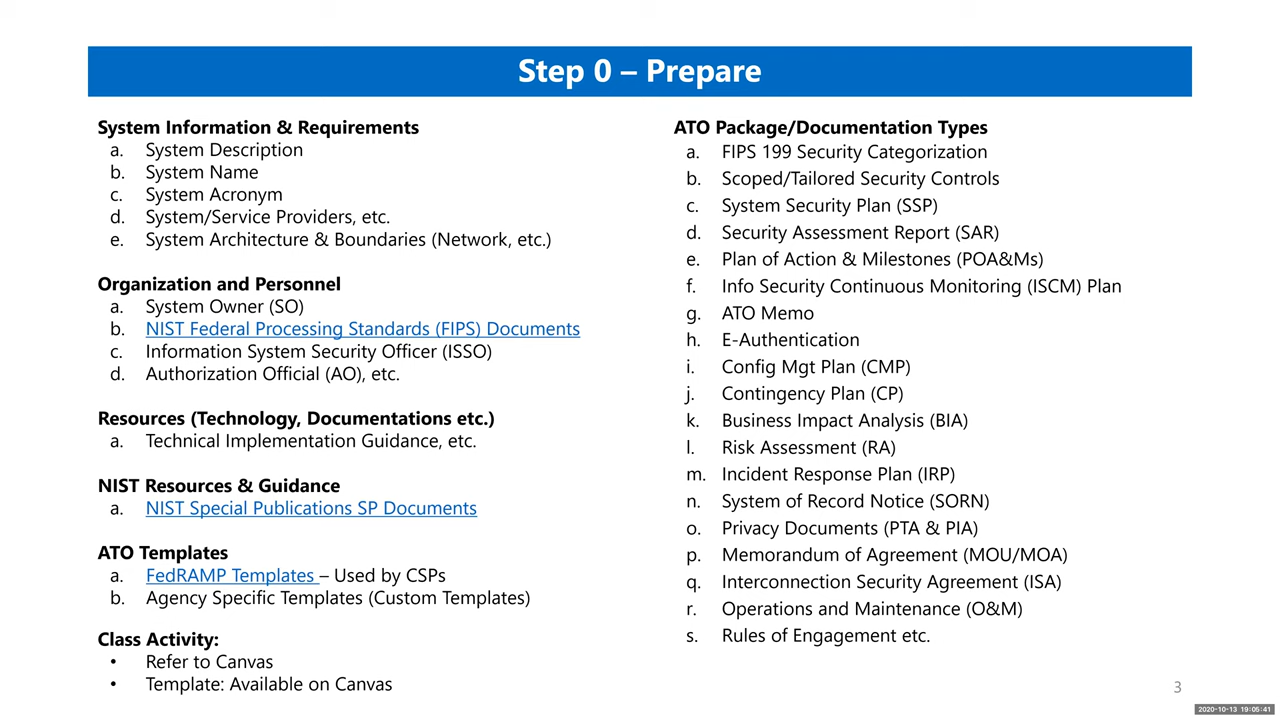 Step 0 – Prepare
System Information & Requirements
a. System Description
b. System Name
c. System Acronym
d. System/Service Providers, etc.
e. System Architecture & Boundaries (Network, etc.)
Organization and Personnel
a. System Owner (SO)
b. NIST Federal Processing Standards (FIPS) Documents
c. Information System Security Officer (ISSO)
d. Authorization Official (AO), etc.
Resources (Technology, Documentations etc.)
a. Technical Implementation Guidance, etc.
NIST Resources & Guidance
a. NIST Special Publications SP Documents
ATO Templates
a. FedRAMP Templates – Used by CSPs
b. Agency Specific Templates (Custom Templates)
Class Activity:
• Refer to Canvas
• Template: Available on Canvas
ATO Package/Documentation Types
a. FIPS 199 Security Categorization
b. Scoped/Tailored Security Controls
c. System Security Plan (SSP)
d. Security Assessment Report (SAR)
e. Plan of Action & Milestones (POA&Ms)
f. Info Security Continuous Monitoring (ISCM) Plan
g. ATO Memo
h. E-Authentication
i. Config Mgt Plan (CMP)
j. Contingency Plan (CP)
k. Business Impact Analysis (BIA)
l. Risk Assessment (RA)
m. Incident Response Plan (IRP)
n. System of Record Notice (SORN)
o. Privacy Documents (PTA & PIA)
p. Memorandum of Agreement (MOU/MOA)
q. Interconnection Security Agreement (ISA)
r. Operations and Maintenance (O&M)
s. Rules of Engagement etc.
3
2020-10-13 19:05:41